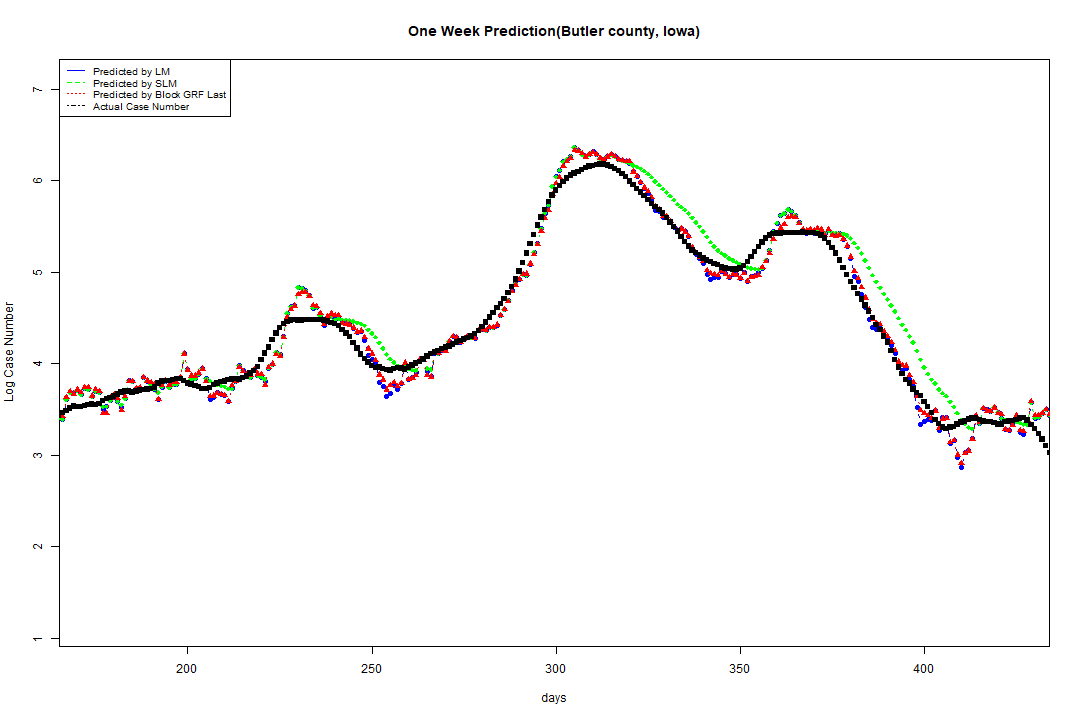 One Week Prediction(Butler county, Iowa)
Predicted by LM
Predicted by SLM
Predicted by Block GRF Last
Actual Case Number
Log Case Number
7
6
5
4
3
2
1
200
250
300
350
400
days